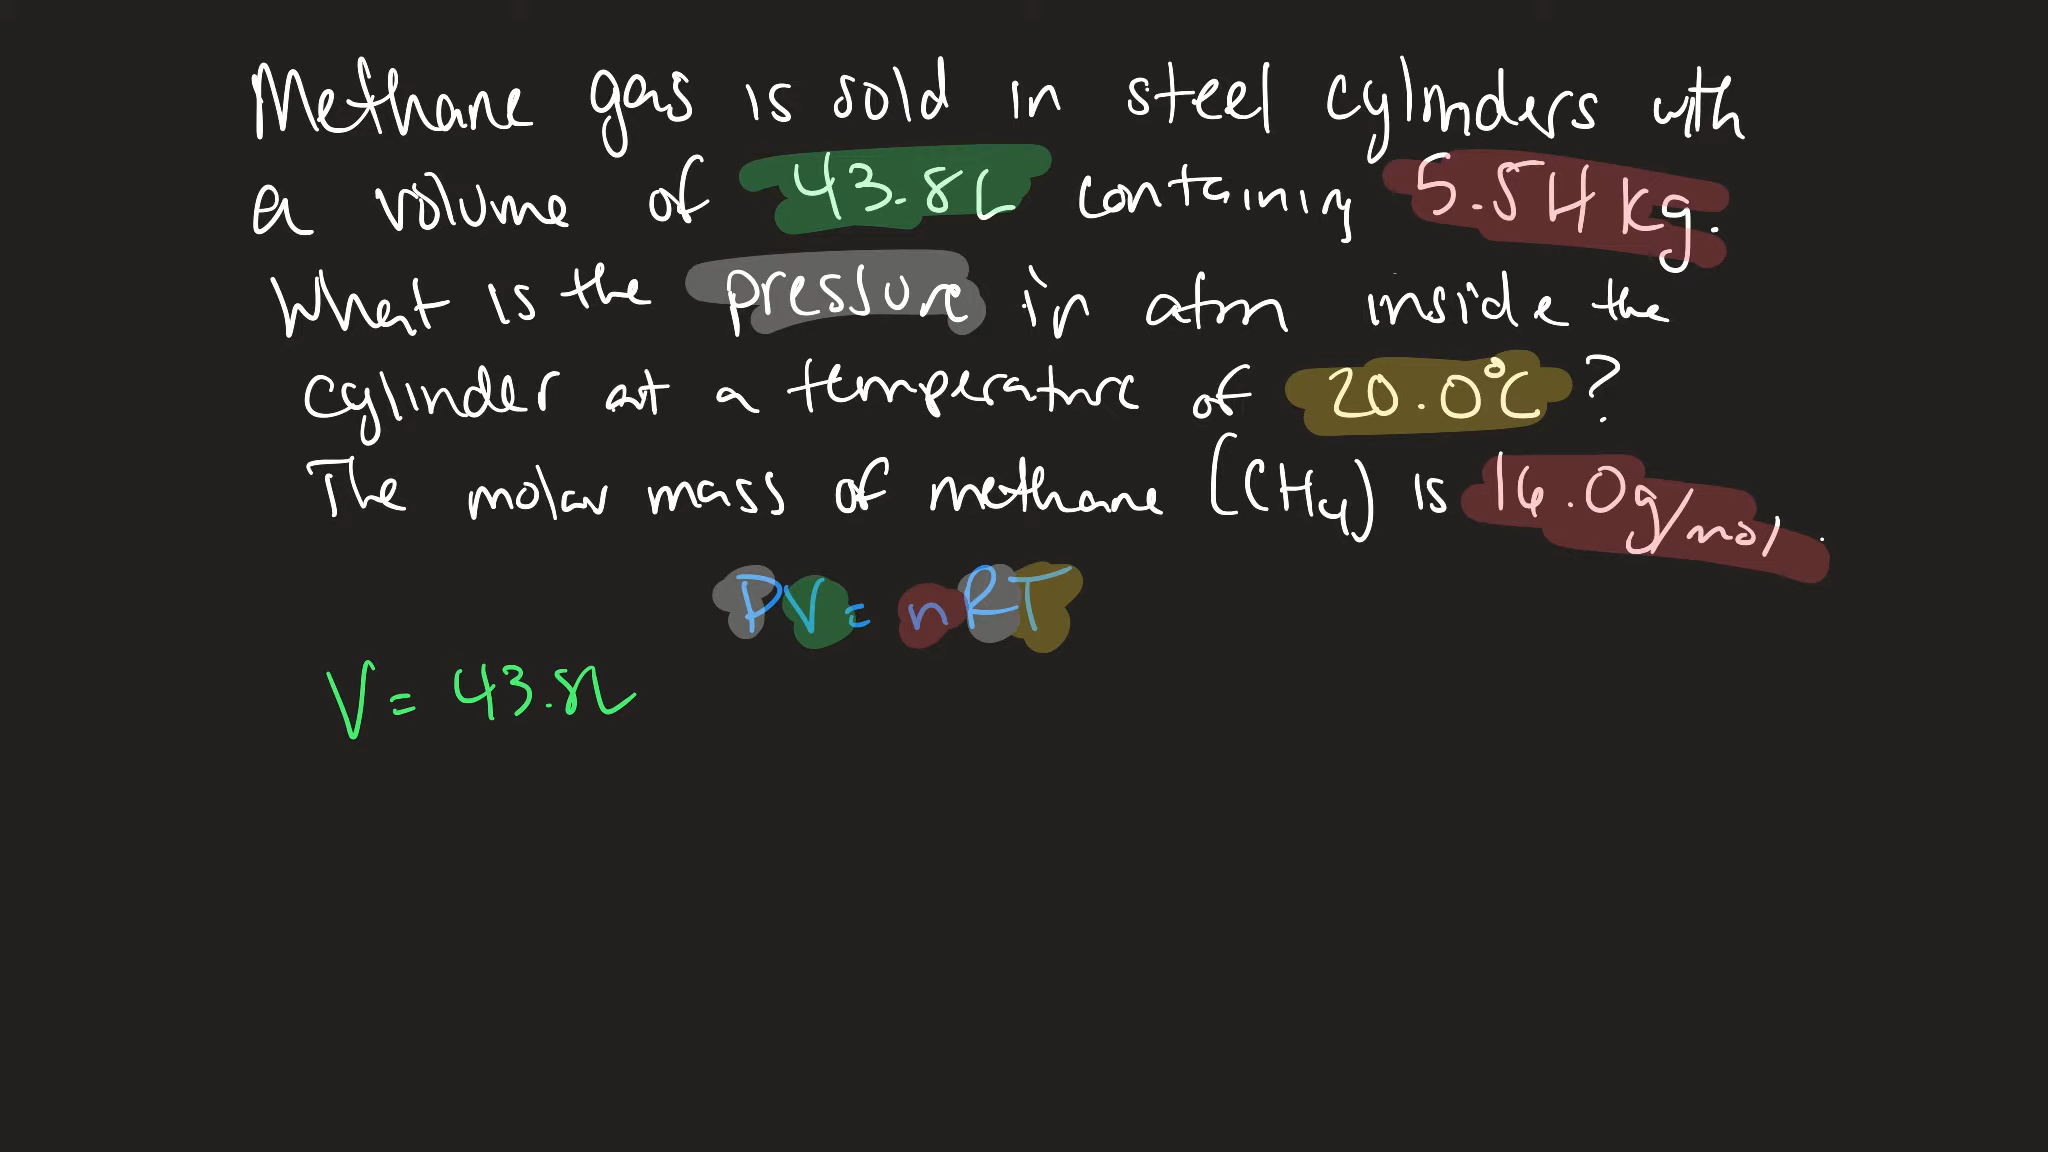 Methane gas is sold in steel cylinders with
a volume of 43.8L containing 5.54 kg.
What is the pressure in atm inside the
cylinder at a temperature of 20.0°C ?
The molar mass of methane (CH4) is 16.0g/mol.
PV = nRT
V = 43.8L